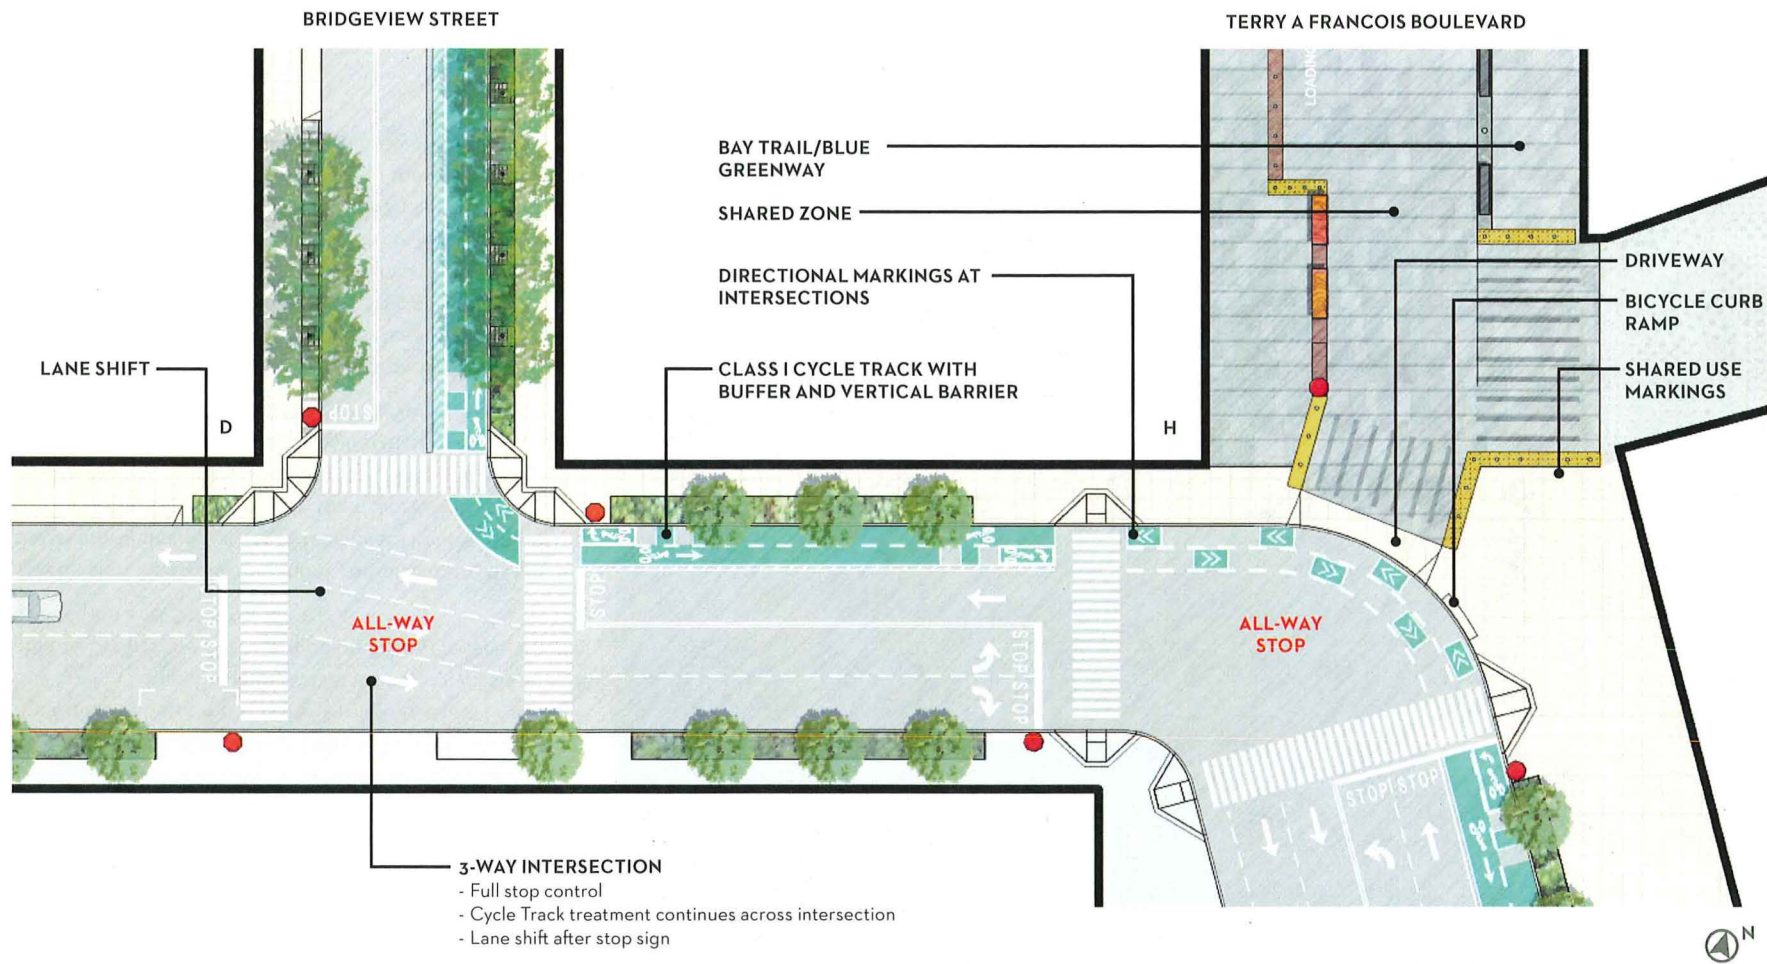 BRIDGEVIEW STREET
TERRY A FRANCOIS BOULEVARD
LOADING
BAY TRAIL/BLUE
GREENWAY
SHARED ZONE
DIRECTIONAL MARKINGS AT
INTERSECTIONS
DRIVEWAY
BICYCLE CURB
RAMP
SHARED USE
MARKINGS
LANE SHIFT
CLASS I CYCLE TRACK WITH
BUFFER AND VERTICAL BARRIER
STOP
D
H
STOP
STOP
STOP
ALL-WAY
STOP
ALL-WAY
STOP
STOP
STOP
STOP STOP
3-WAY INTERSECTION
- Full stop control
- Cycle Track treatment continues across intersection
- Lane shift after stop sign
N